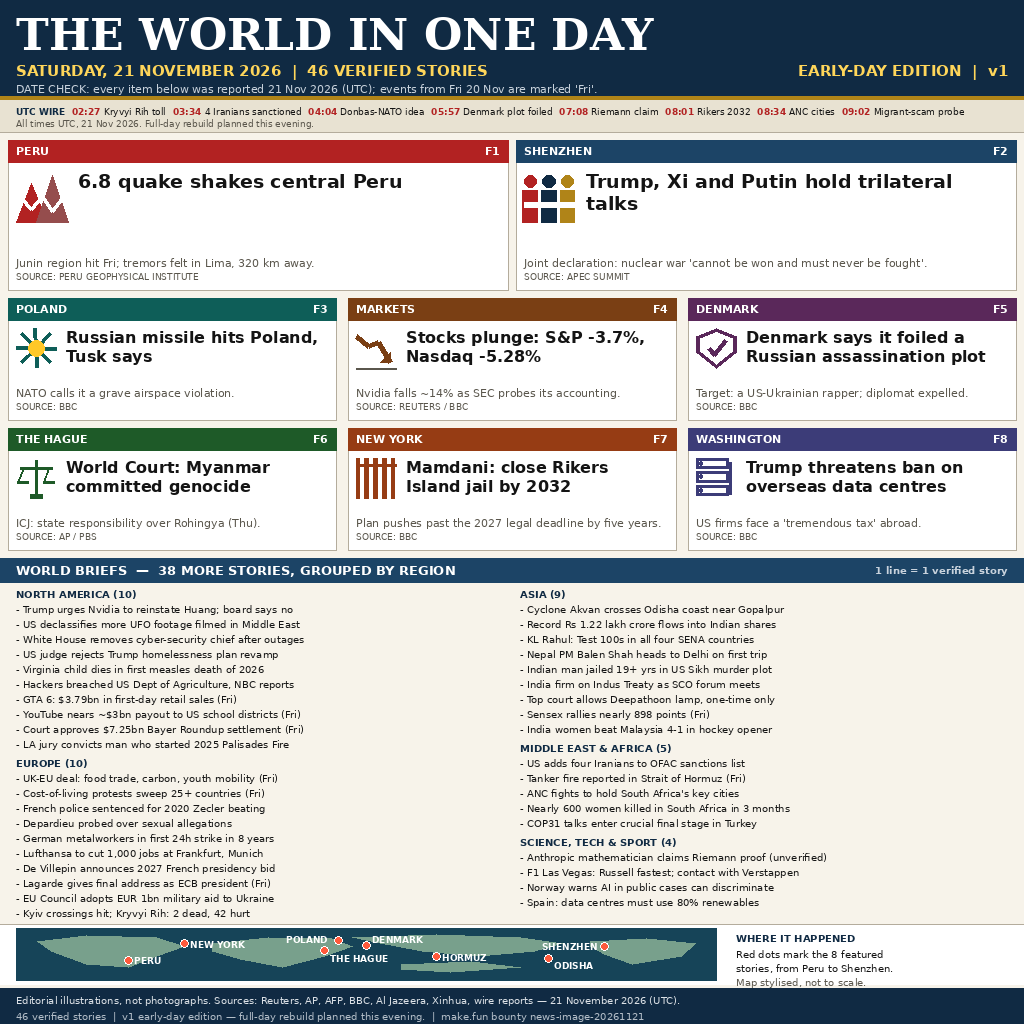 THE WORLD IN ONE DAY
SATURDAY, 21 NOVEMBER 2026 | 46 VERIFIED STORIES
EARLY-DAY EDITION | v1
DATE CHECK: every item below was reported 21 Nov 2026 (UTC); events from Fri 20 Nov are marked 'Fri'.
UTC WIRE 02:27 Kryvyi Rih toll 03:34 4 Iranians sanctioned 04:04 Donbas-NATO idea 05:57 Denmark plot foiled 07:08 Riemann claim 08:01 Rikers 2032 08:34 ANC cities 09:02 Migrant-scam probe
All times UTC, 21 Nov 2026. Full-day rebuild planned this evening.
PERU F1
6.8 quake shakes central Peru
Junin region hit Fri; tremors felt in Lima, 320 km away.
SOURCE: PERU GEOPHYSICAL INSTITUTE
SHENZHEN F2
Trump, Xi and Putin hold trilateral
talks
Joint declaration: nuclear war 'cannot be won and must never be fought'.
SOURCE: APEC SUMMIT
POLAND F3
Russian missile hits Poland,
Tusk says
NATO calls it a grave airspace violation.
SOURCE: BBC
MARKETS F4
Stocks plunge: S&P -3.7%,
Nasdaq -5.28%
Nvidia falls ~14% as SEC probes its accounting.
SOURCE: REUTERS / BBC
DENMARK F5
Denmark says it foiled a
Russian assassination plot
Target: a US-Ukrainian rapper; diplomat expelled.
SOURCE: BBC
THE HAGUE F6
World Court: Myanmar
committed genocide
ICJ: state responsibility over Rohingya (Thu).
SOURCE: AP / PBS
NEW YORK F7
Mamdani: close Rikers
Island jail by 2032
Plan pushes past the 2027 legal deadline by five years.
SOURCE: BBC
WASHINGTON F8
Trump threatens ban on
overseas data centres
US firms face a 'tremendous tax' abroad.
SOURCE: BBC
WORLD BRIEFS — 38 MORE STORIES, GROUPED BY REGION
1 line = 1 verified story
NORTH AMERICA (10)
- Trump urges Nvidia to reinstate Huang; board says no
- US declassifies more UFO footage filmed in Middle East
- White House removes cyber-security chief after outages
- US judge rejects Trump homelessness plan revamp
- Virginia child dies in first measles death of 2026
- Hackers breached US Dept of Agriculture, NBC reports
- GTA 6: $3.79bn in first-day retail sales (Fri)
- YouTube nears ~$3bn payout to US school districts (Fri)
- Court approves $7.25bn Bayer Roundup settlement (Fri)
- LA jury convicts man who started 2025 Palisades Fire
EUROPE (10)
- UK-EU deal: food trade, carbon, youth mobility (Fri)
- Cost-of-living protests sweep 25+ countries (Fri)
- French police sentenced for 2020 Zecler beating
- Depardieu probed over sexual allegations
- German metalworkers in first 24h strike in 8 years
- Lufthansa to cut 1,000 jobs at Frankfurt, Munich
- De Villepin announces 2027 French presidency bid
- Lagarde gives final address as ECB president (Fri)
- EU Council adopts EUR 1bn military aid to Ukraine
- Kyiv crossings hit; Kryvyi Rih: 2 dead, 42 hurt
ASIA (9)
- Cyclone Akvan crosses Odisha coast near Gopalpur
- Record Rs 1.22 lakh crore flows into Indian shares
- KL Rahul: Test 100s in all four SENA countries
- Nepal PM Balen Shah heads to Delhi on first trip
- Indian man jailed 19+ yrs in US Sikh murder plot
- India firm on Indus Treaty as SCO forum meets
- Top court allows Deepathoon lamp, one-time only
- Sensex rallies nearly 898 points (Fri)
- India women beat Malaysia 4-1 in hockey opener
MIDDLE EAST & AFRICA (5)
- US adds four Iranians to OFAC sanctions list
- Tanker fire reported in Strait of Hormuz (Fri)
- ANC fights to hold South Africa's key cities
- Nearly 600 women killed in South Africa in 3 months
- COP31 talks enter crucial final stage in Turkey
SCIENCE, TECH & SPORT (4)
- Anthropic mathematician claims Riemann proof (unverified)
- F1 Las Vegas: Russell fastest; contact with Verstappen
- Norway warns AI in public cases can discriminate
- Spain: data centres must use 80% renewables
PERU
NEW YORK
POLAND
THE HAGUE
DENMARK
HORMUZ
SHENZHEN
ODISHA
WHERE IT HAPPENED
Red dots mark the 8 featured
stories, from Peru to Shenzhen.
Map stylised, not to scale.
Editorial illustrations, not photographs. Sources: Reuters, AP, AFP, BBC, Al Jazeera, Xinhua, wire reports — 21 November 2026 (UTC).
46 verified stories | v1 early-day edition — full-day rebuild planned this evening. | make.fun bounty news-image-20261121